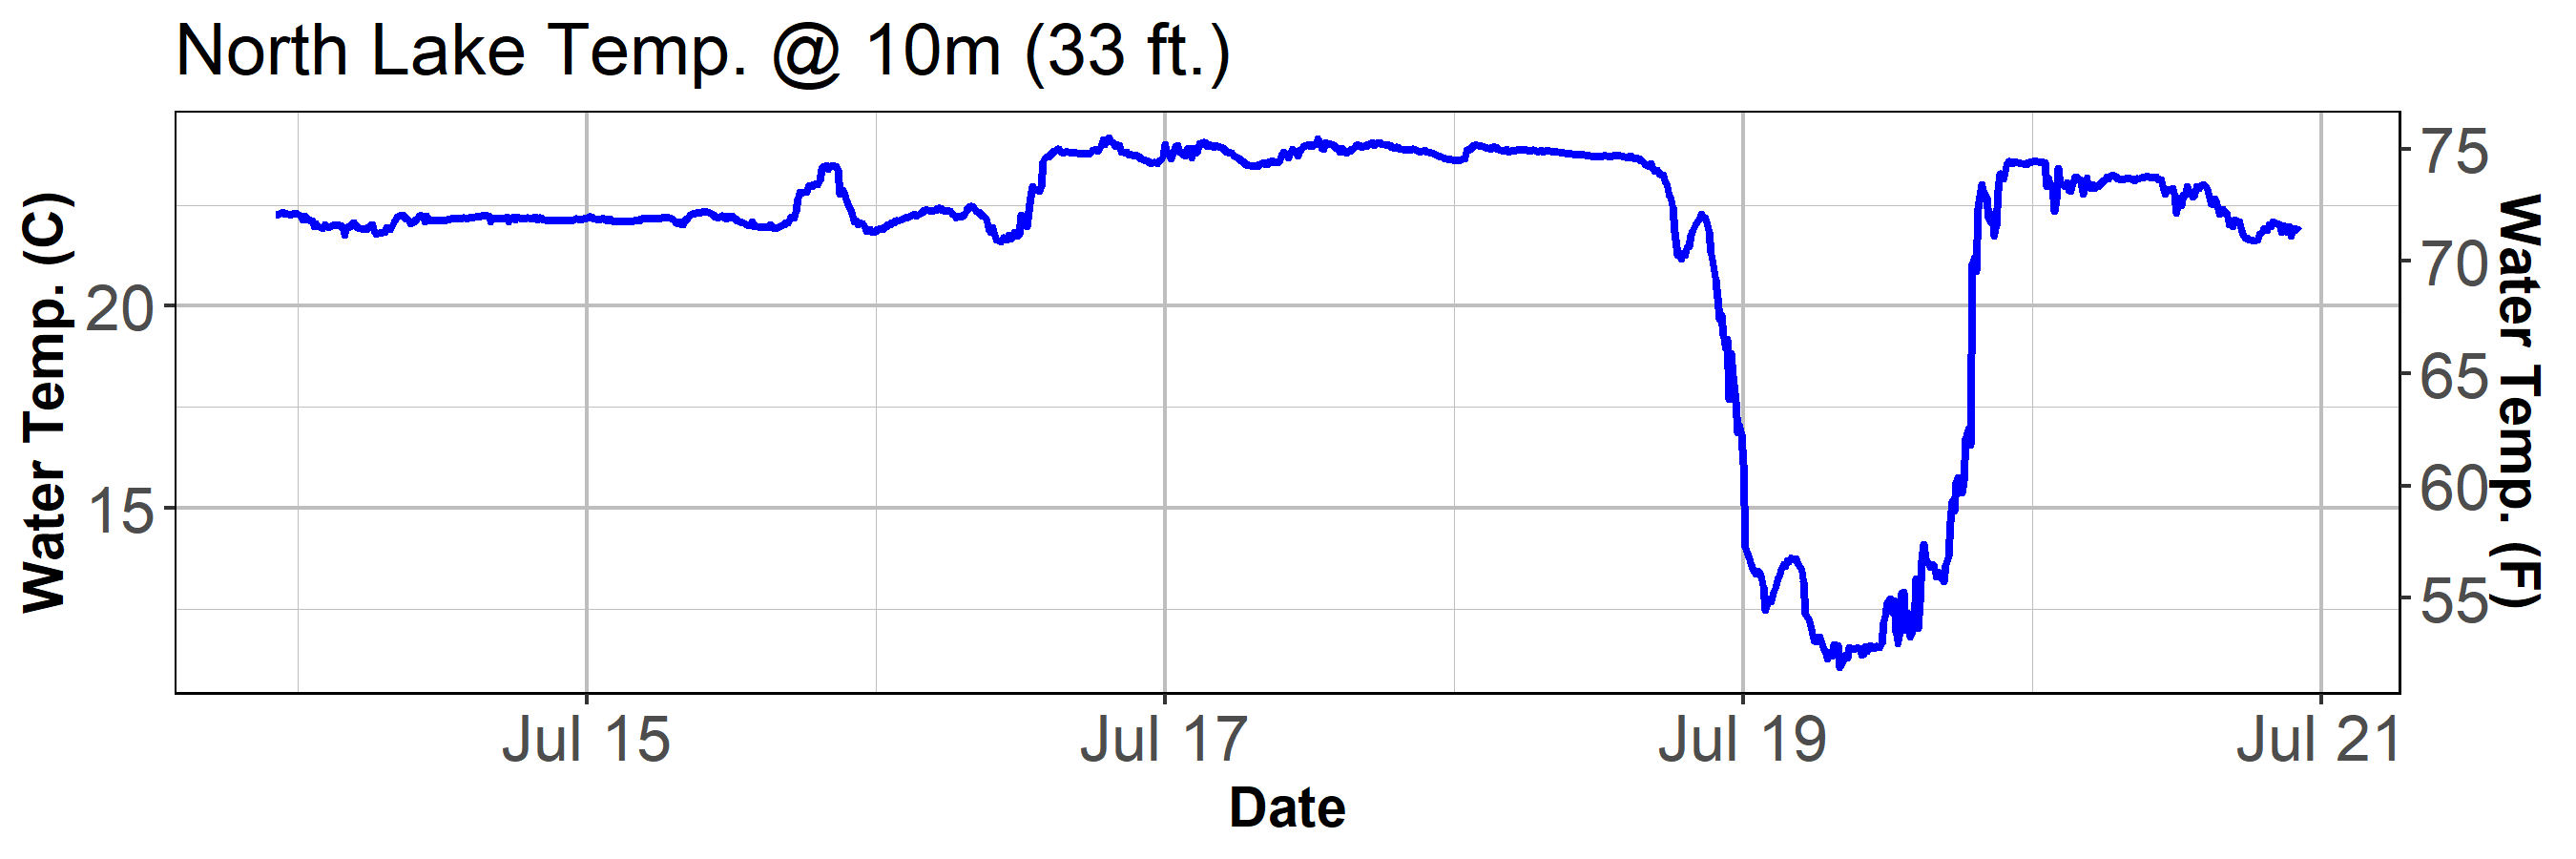 North Lake Temp. @ 10m (33 ft.)
Water Temp. (C)
20
15
75
70
65
60
55
Water Temp. (F)
Jul 15
Jul 17
Jul 19
Jul 21
Date